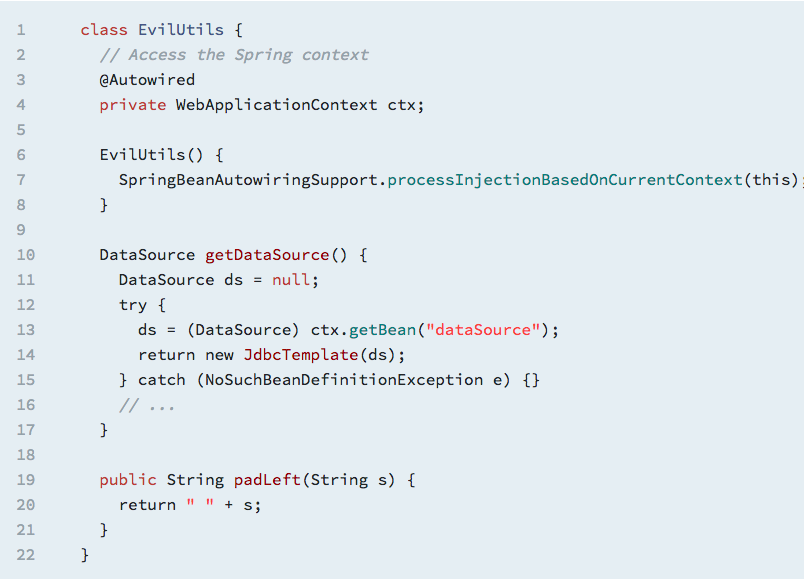 1 class EvilUtils {
2 // Access the Spring context
3 @Autowired
4 private WebApplicationContext ctx;
5
6 EvilUtils() {
7 SpringBeanAutowiringSupport.processInjectionBasedOnCurrentContext(this);
8 }
9
10 DataSource getDataSource() {
11 DataSource ds = null;
12 try {
13 ds = (DataSource) ctx.getBean("dataSource");
14 return new JdbcTemplate(ds);
15 } catch (NoSuchBeanDefinitionException e) {}
16 // ...
17 }
18
19 public String padLeft(String s) {
20 return " " + s;
21 }
22 }